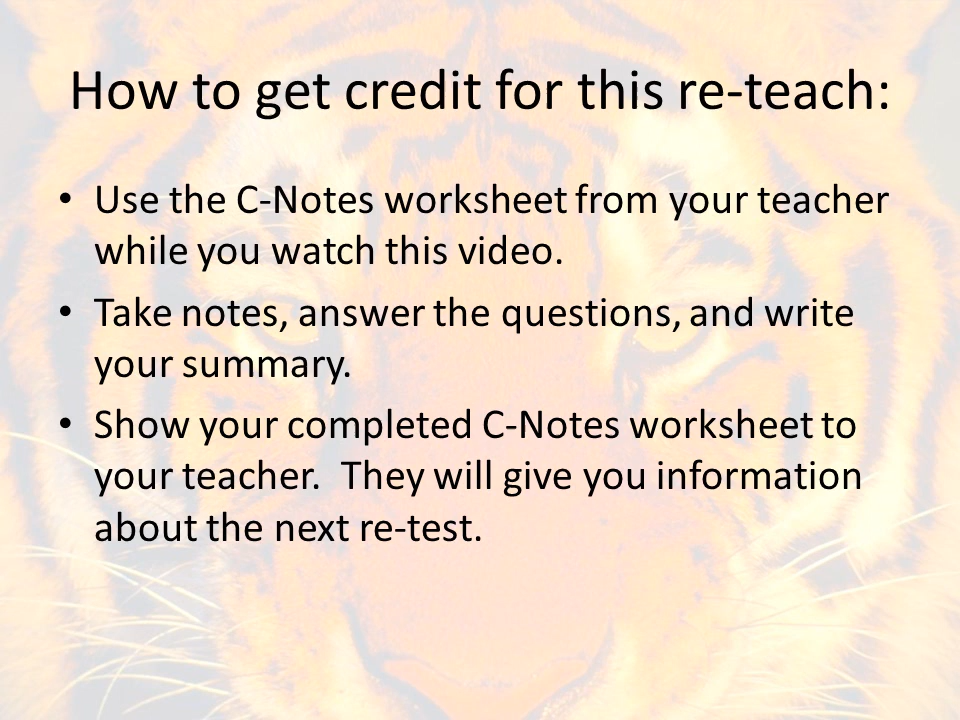 How to get credit for this re-teach:
• Use the C-Notes worksheet from your teacher
while you watch this video.
• Take notes, answer the questions, and write
your summary.
• Show your completed C-Notes worksheet to
your teacher.  They will give you information
about the next re-test.